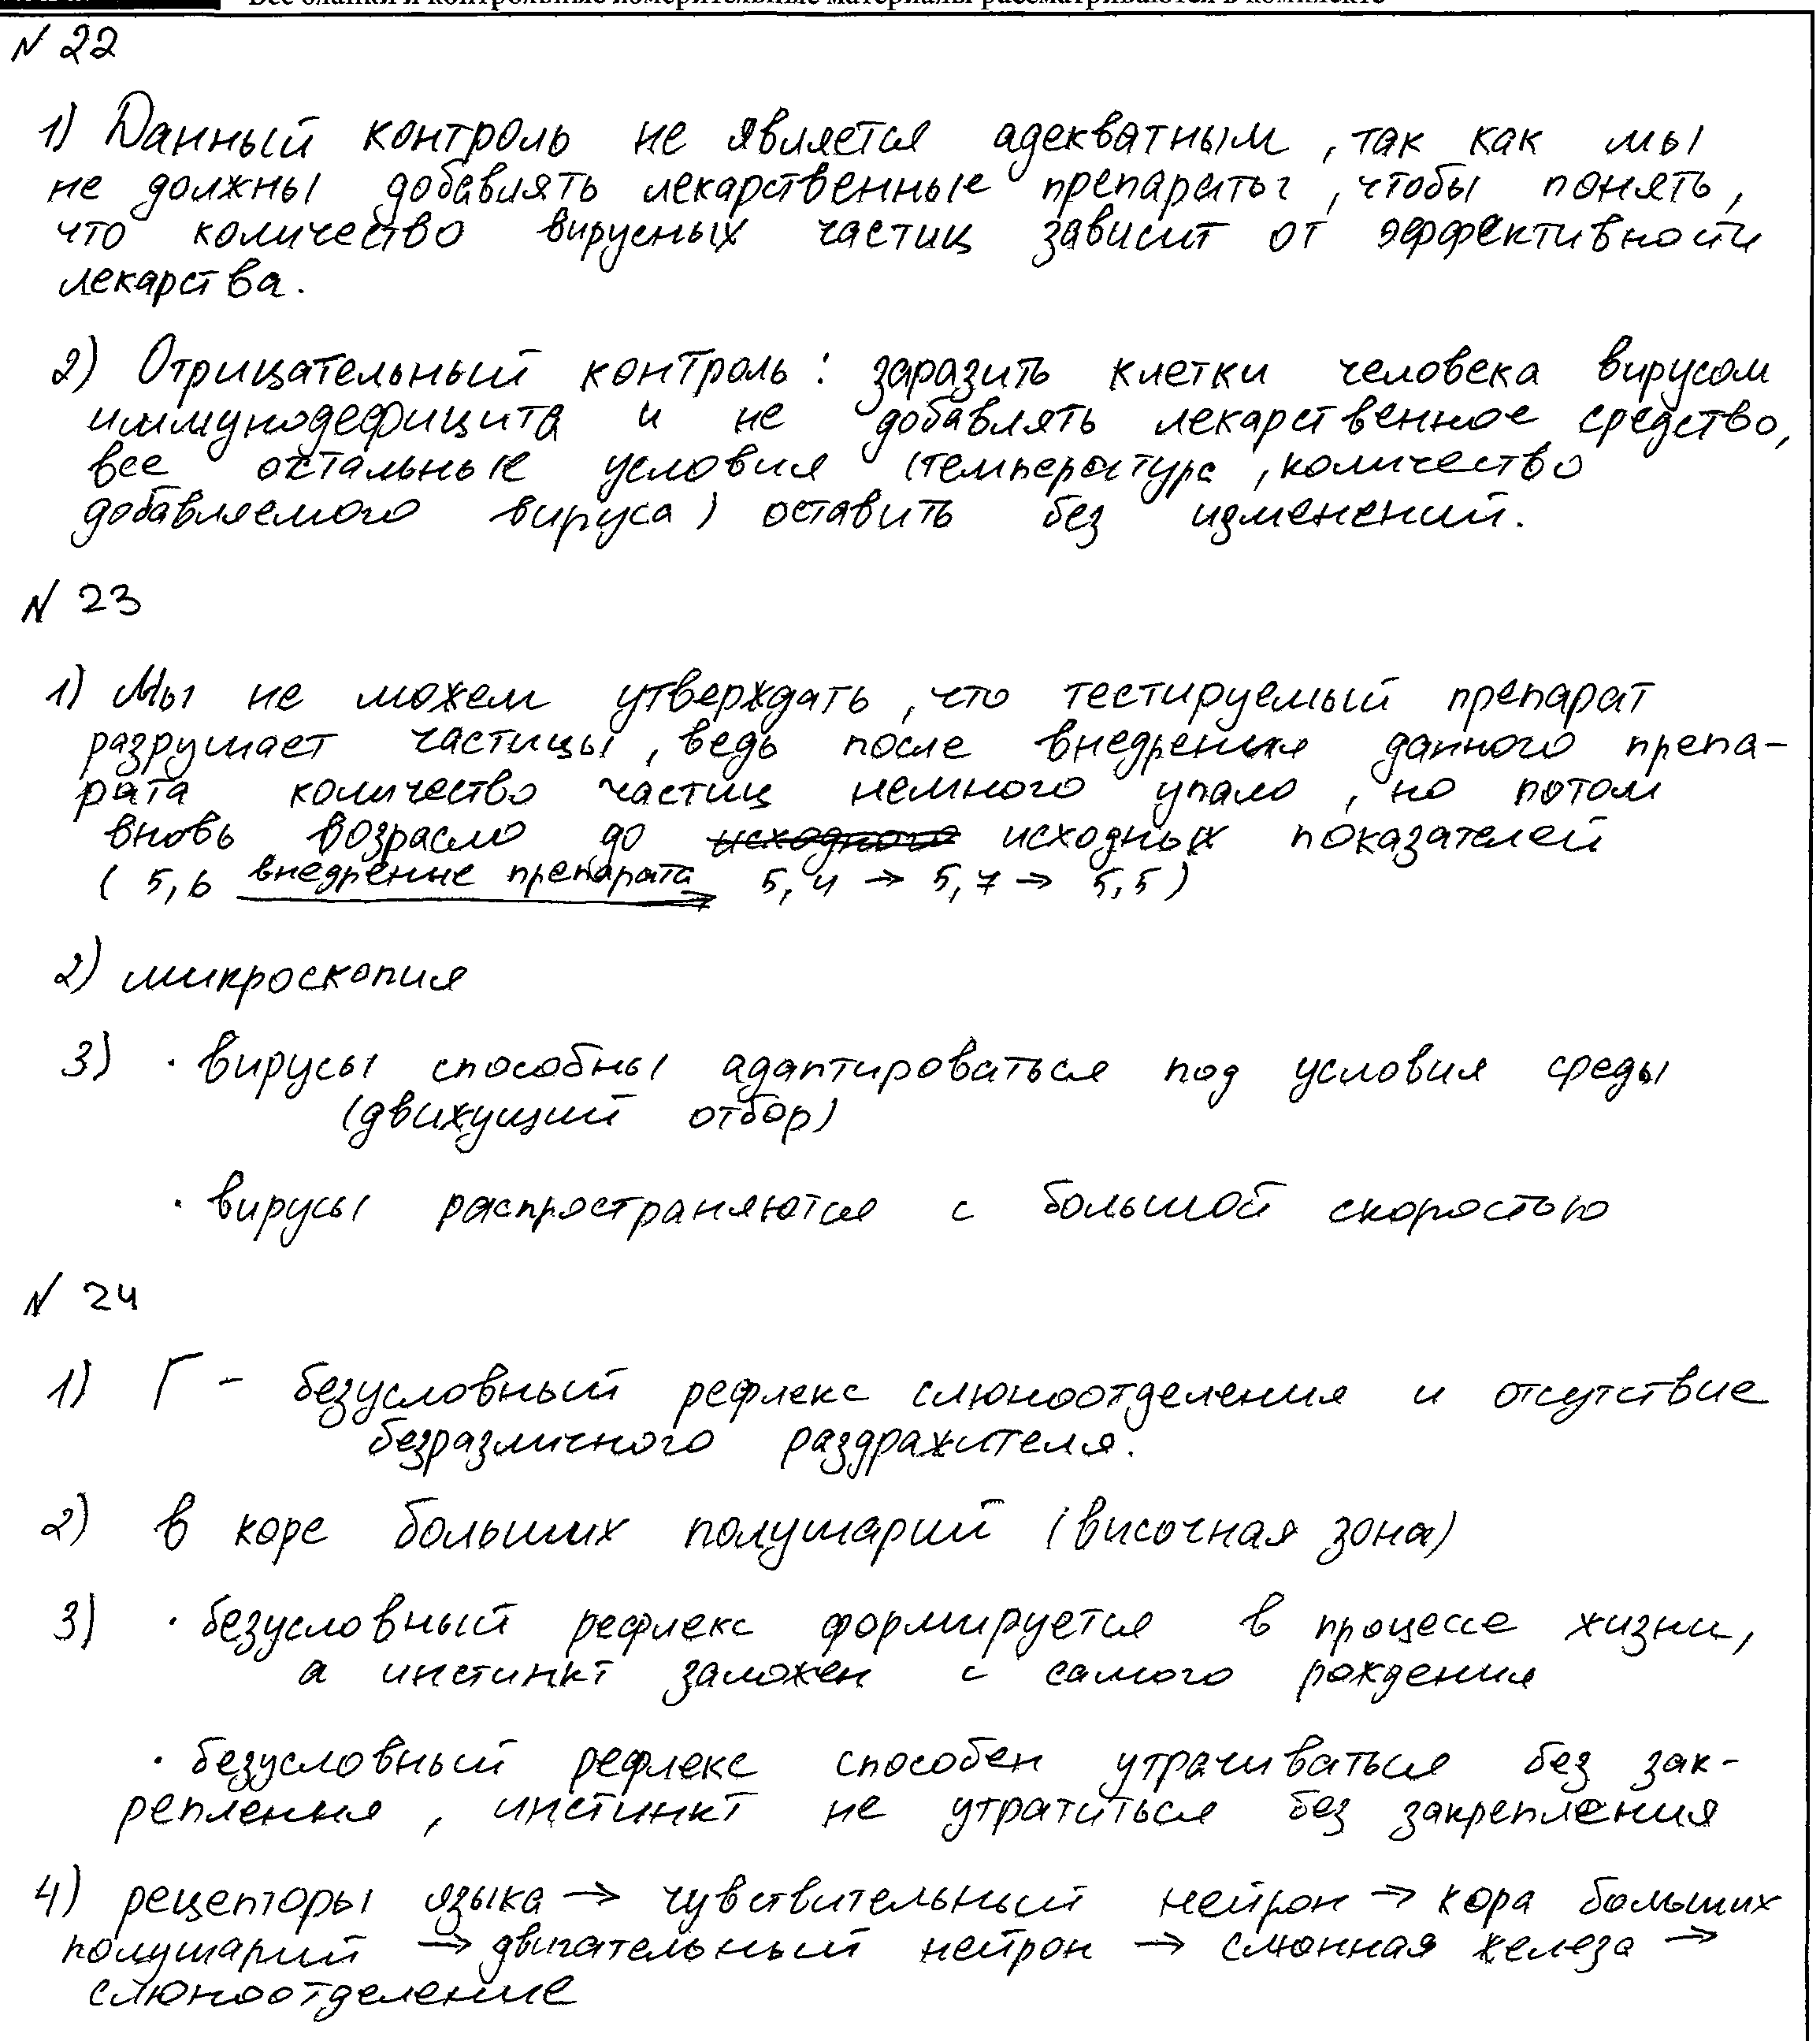 Все бланки и контрольные измерительные материалы рассматриваются в комплекте
N 22
1) Данный контроль не является адекватным, так как мы
не должны добавлять лекарственные препараты, чтобы понять,
что количество вирусных частиц зависит от эффективности
лекарства.
2) Отрицательный контроль: заразить клетки человека вирусом
иммунодефицита и не добавлять лекарственное средство,
все остальные условия (температура, количество
добавляемого вируса) оставить без изменений.
N 23
1) Мы не можем утверждать, что тестируемый препарат
разрушает частицы, ведь после внедрения данного препа-
рата количество частиц немного упало, но потом
вновь возрасло до исходного исходных показателей
(5,6 внедрение препарата → 5,4 → 5,7 → 5,5)
2) микроскопия
3) · вирусы способны адаптироваться под условия среды
(движущий отбор)
· вирусы распространяются с большой скоростью
N 24
1) Г - безусловный рефлекс слюноотделения и отсутствие
безразличного раздражителя.
2) в коре больших полушарий (височная зона)
3) · безусловный рефлекс формируется в процессе жизни,
а инстинкт заложен с самого рождения
· безусловный рефлекс способен утрачиваться без зак-
репления, инстинкт не утратиться без закрепления
4) рецепторы языка → чувствительный нейрон → кора больших
полушарий → двигательный нейрон → слюнная железа →
слюноотделение